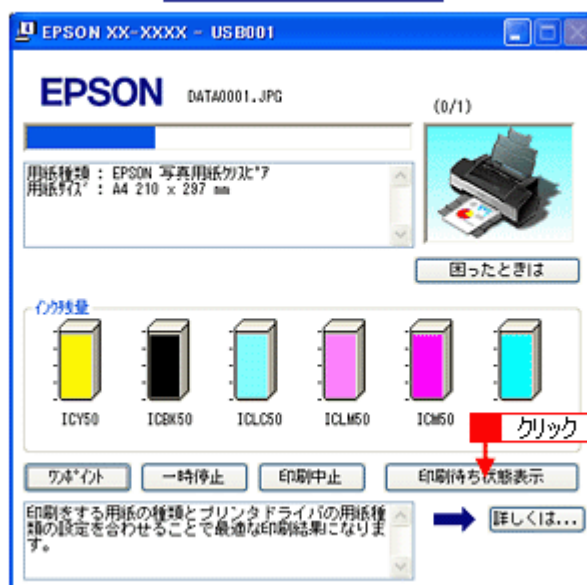 EPSON XX-XXXX - USB001
EPSON DATA0001.JPG
(0/1)
用紙種類 : EPSON 写真用紙クリスピア
用紙サイズ : A4 210 x 297 mm
困ったときは
インク残量
ICY50 ICBK50 ICLC50 ICLM50 ICM50
クリック
ワンポイント 一時停止 印刷中止 印刷待ち状態表示
印刷をする用紙の種類とプリンタドライバの用紙種
類の設定を合わせることで最適な印刷結果になりま
す。
詳しくは...